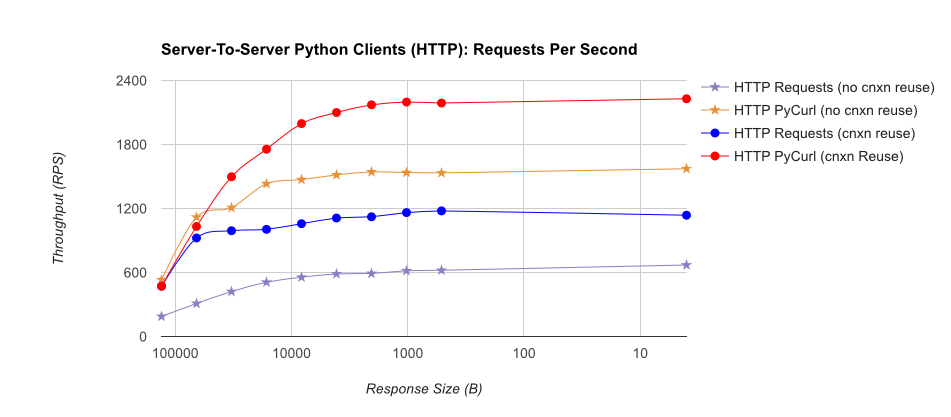 Server-To-Server Python Clients (HTTP): Requests Per Second
2400
1800
1200
600
0
Throughput (RPS)
100000 10000 1000 100 10
Response Size (B)
HTTP Requests (no cnxn reuse)
HTTP PyCurl (no cnxn reuse)
HTTP Requests (cnxn reuse)
HTTP PyCurl (cnxn Reuse)